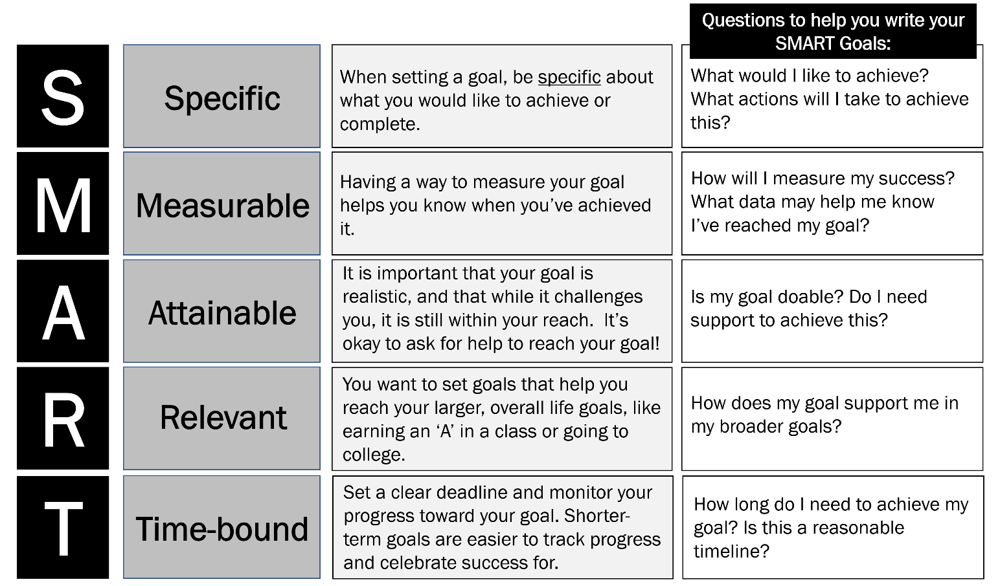 Questions to help you write your
SMART Goals:
S
Specific
When setting a goal, be specific about
what you would like to achieve or
complete.
What would I like to achieve?
What actions will I take to achieve
this?
M
Measurable
Having a way to measure your goal
helps you know when you’ve achieved
it.
How will I measure my success?
What data may help me know
I’ve reached my goal?
A
Attainable
It is important that your goal is
realistic, and that while it challenges
you, it is still within your reach.  It’s
okay to ask for help to reach your goal!
Is my goal doable? Do I need
support to achieve this?
R
Relevant
You want to set goals that help you
reach your larger, overall life goals, like
earning an ‘A’ in a class or going to
college.
How does my goal support me in
my broader goals?
T
Time-bound
Set a clear deadline and monitor your
progress toward your goal. Shorter-
term goals are easier to track progress
and celebrate success for.
How long do I need to achieve my
goal? Is this a reasonable
timeline?